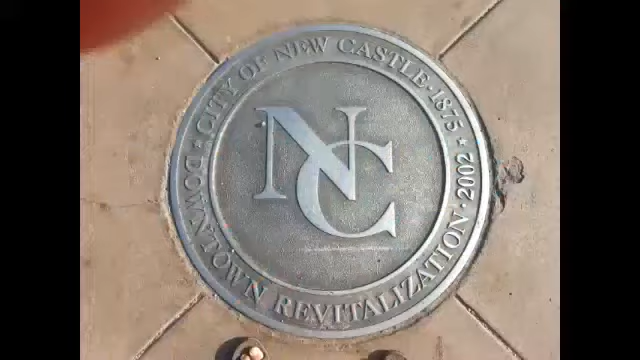 CITY OF NEW CASTLE · 1875
DOWNTOWN REVITALIZATION · 2002
NC